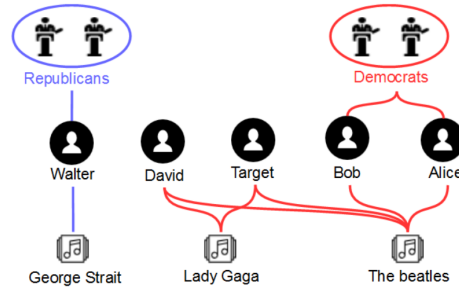 Republicans
Democrats
Walter
David
Target
Bob
Alice
George Strait
Lady Gaga
The beatles